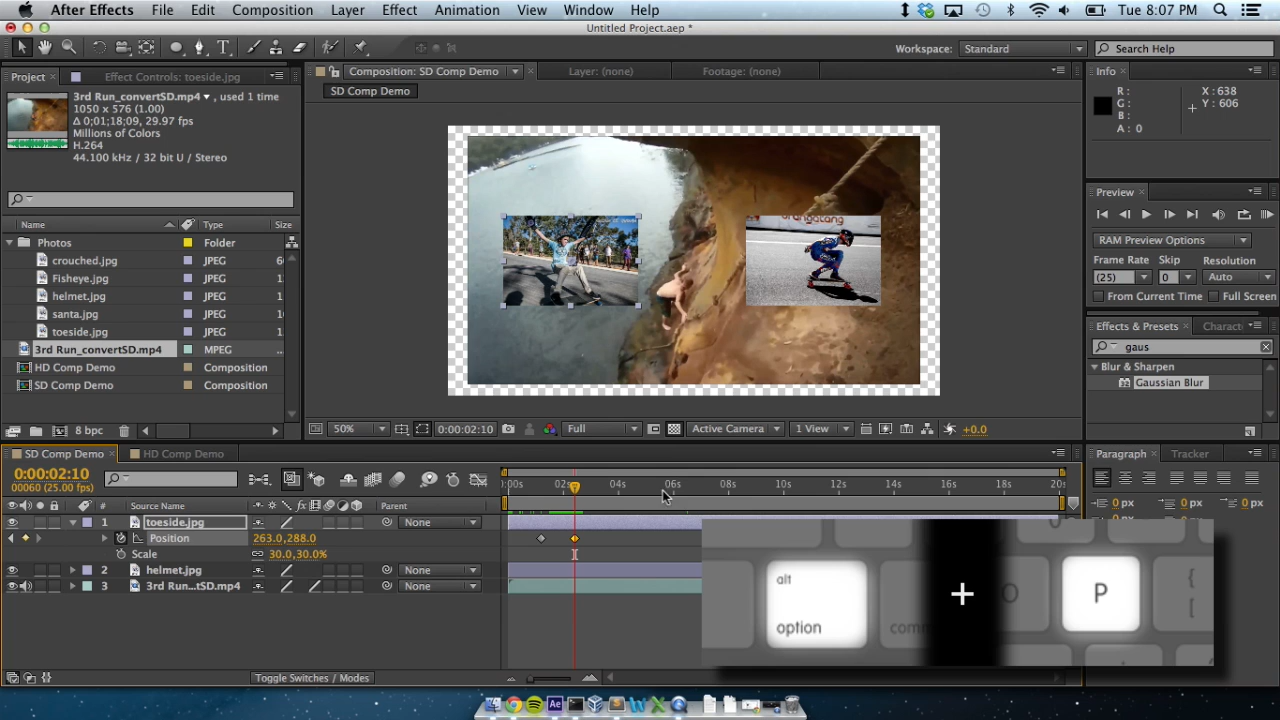 After Effects File Edit Composition Layer Effect Animation View Window Help Tue 8:07 PM
Untitled Project.aep *
Workspace: Standard Search Help
Project Effect Controls: toeside.jpg
3rd Run_convertSD.mp4 , used 1 time
1050 x 576 (1.00)
Δ 0;01;18;09, 29.97 fps
Millions of Colors
H.264
44.100 kHz / 32 bit U / Stereo
Name Type Size
Photos Folder
crouched.jpg JPEG
Fisheye.jpg JPEG
helmet.jpg JPEG
santa.jpg JPEG
toeside.jpg JPEG
3rd Run_convertSD.mp4 MPEG ...
HD Comp Demo Composition
SD Comp Demo Composition
8 bpc
Composition: SD Comp Demo Layer: (none) Footage: (none)
SD Comp Demo
orangatang
50% 0:00:02:10 Full Active Camera 1 View +0.0
Info
R : X : 638
G : Y : 606
B :
A : 0
Preview
RAM Preview Options
Frame Rate Skip Resolution
(25) 0 Auto
From Current Time Full Screen
Effects & Presets Charact
gaus
Blur & Sharpen
Gaussian Blur
SD Comp Demo HD Comp Demo
0:00:02:10
00060 (25.00 fps)
# Source Name Parent
):00s 02s 04s 06s 08s 10s 12s 14s 16s 18s 20s
1 toeside.jpg None
Position 263.0,288.0
Scale 30.0,30.0%
2 helmet.jpg None
3 3rd Run...tSD.mp4 None
Toggle Switches / Modes
Paragraph Tracker
0 px 0 px 0 px
alt
option
comm
+
O
P
{
[